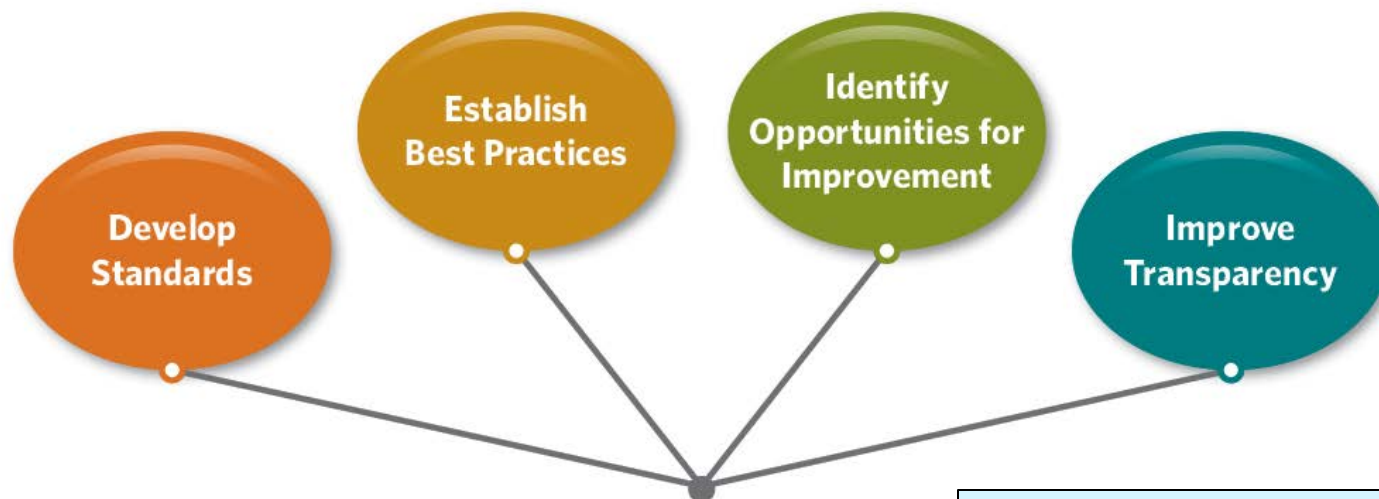 Develop
Standards
Establish
Best Practices
Identify
Opportunities for
Improvement
Improve
Transparency